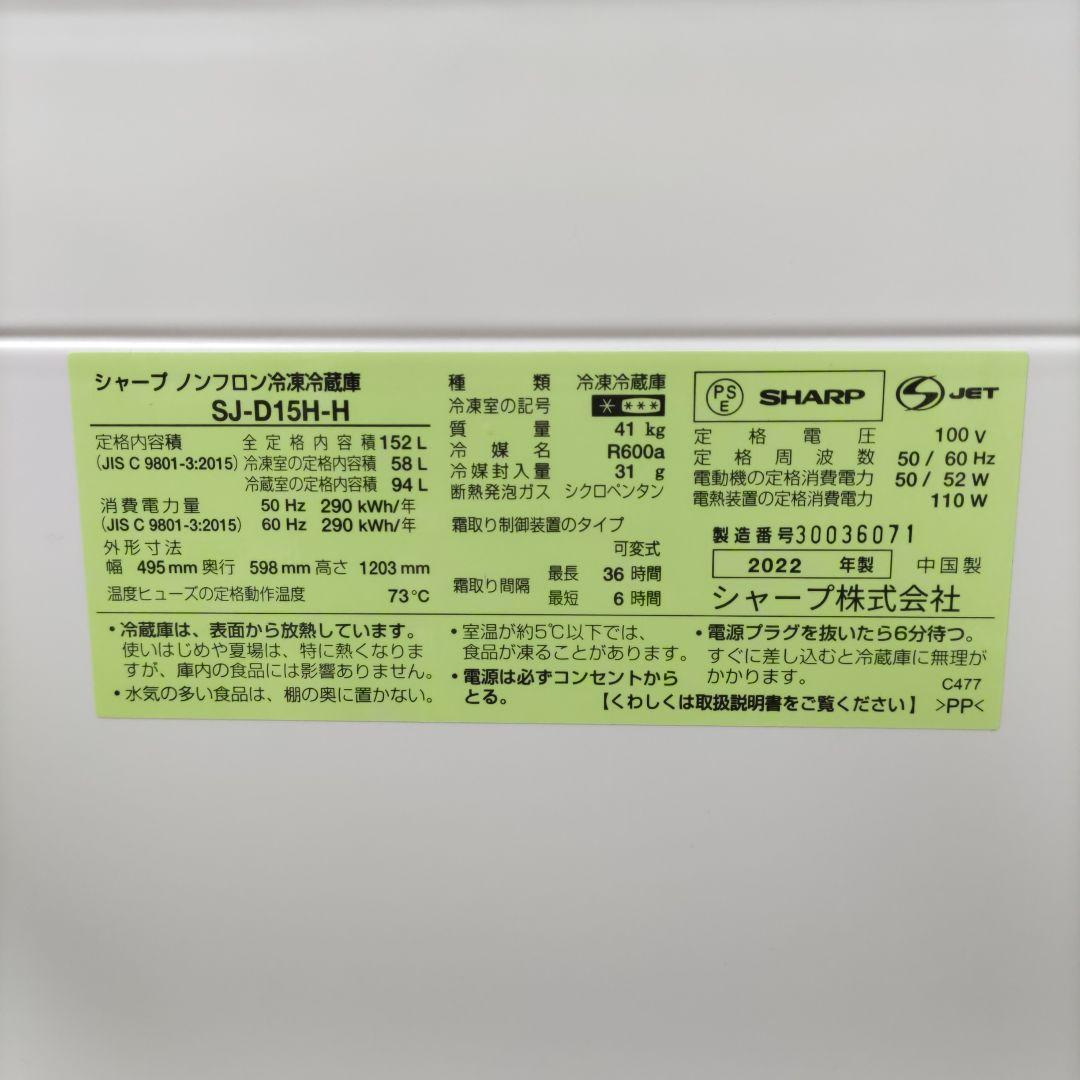 シャープ ノンフロン冷凍冷蔵庫
SJ-D15H-H
定格内容積 全定格内容積 152 L
(JIS C 9801-3:2015) 冷凍室の定格内容積 58 L
冷蔵室の定格内容積 94 L
消費電力量 50 Hz 290 kWh/年
(JIS C 9801-3:2015) 60 Hz 290 kWh/年
外形寸法
幅 495 mm 奥行 598 mm 高さ 1203 mm
温度ヒューズの定格動作温度 73°C
種類 冷凍冷蔵庫
冷凍室の記号 * ***
質量 41 kg
冷媒名 R600a
冷媒封入量 31 g
断熱発泡ガス シクロペンタン
霜取り制御装置のタイプ
可変式
霜取り間隔 最長 36 時間
最短 6 時間
PSE SHARP JET
定格電圧 100 V
定格周波数 50 / 60 Hz
電動機の定格消費電力 50 / 52 W
電熱装置の定格消費電力 110 W
製造番号 30036071
2022 年製 中国製
シャープ株式会社
・冷蔵庫は、表面から放熱しています。
使いはじめや夏場は、特に熱くなりま
すが、庫内の食品には影響ありません。
・水気の多い食品は、棚の奥に置かない。
・室温が約5℃以下では、
食品が凍ることがあります。
・電源は必ずコンセントから
とる。
・電源プラグを抜いたら6分待つ。
すぐに差し込むと冷蔵庫に無理が
かかります。
C477
【くわしくは取扱説明書をご覧ください】 >PP<